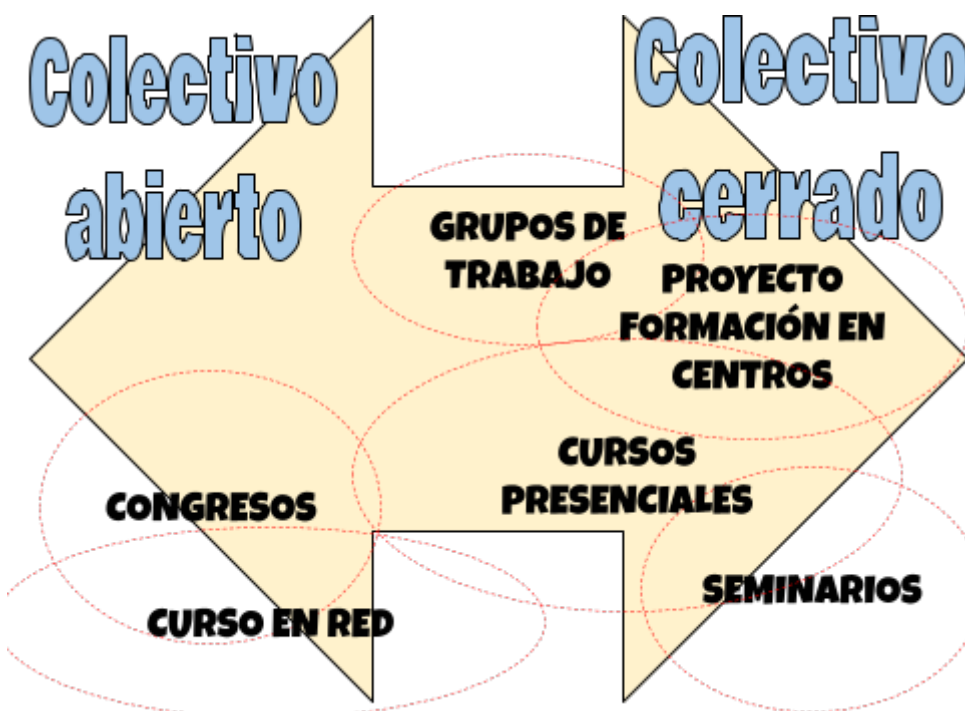 Colectivo
abierto
Colectivo
cerrado
GRUPOS DE
TRABAJO
PROYECTO
FORMACIÓN EN
CENTROS
CURSOS
PRESENCIALES
CONGRESOS
SEMINARIOS
CURSO EN RED